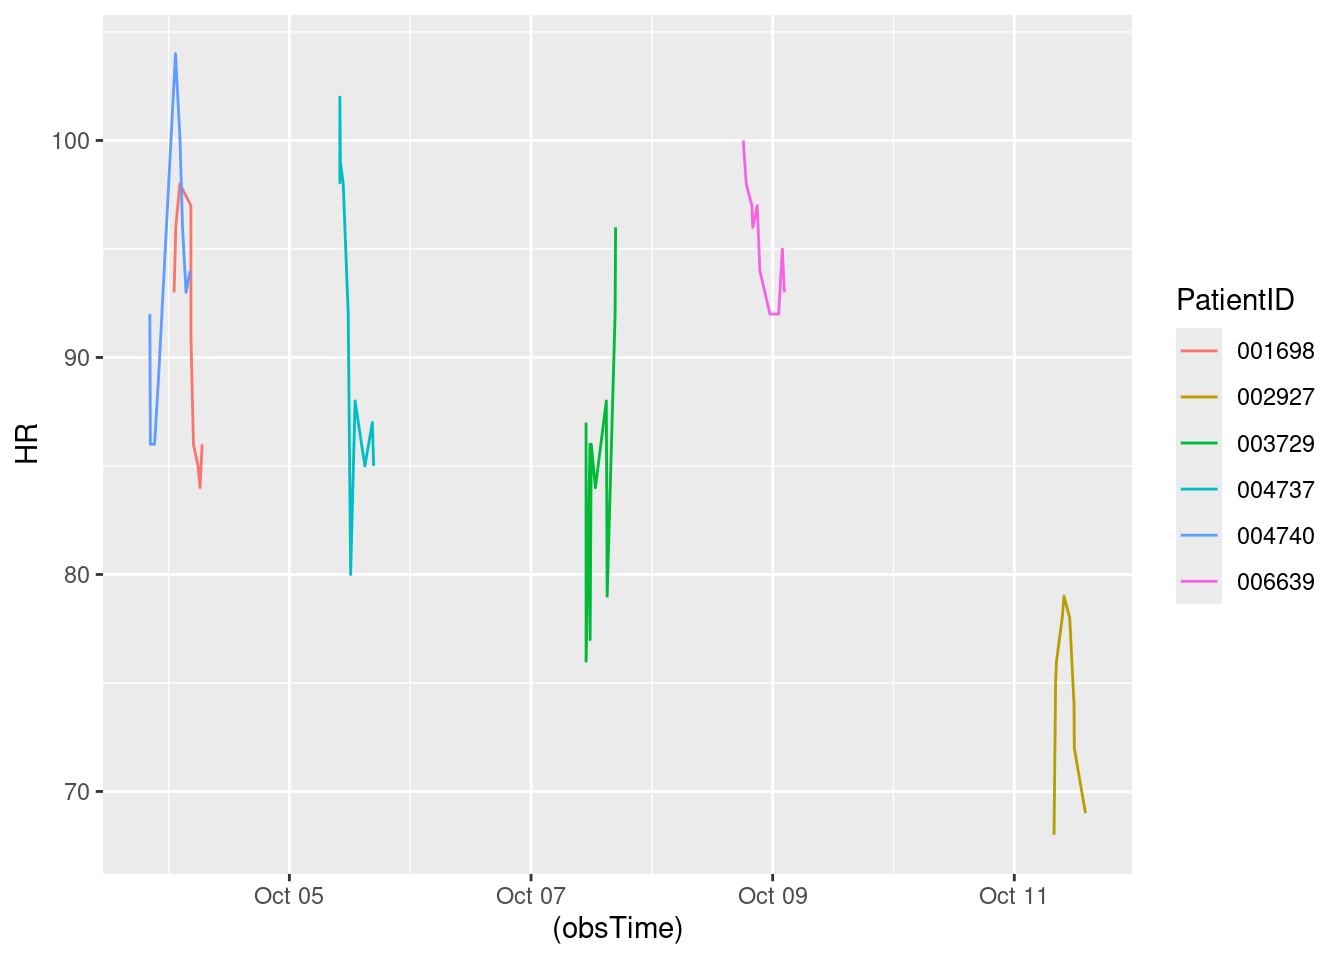 HR
100
90
80
70
Oct 05
Oct 07
Oct 09
Oct 11
(obsTime)
PatientID
001698
002927
003729
004737
004740
006639